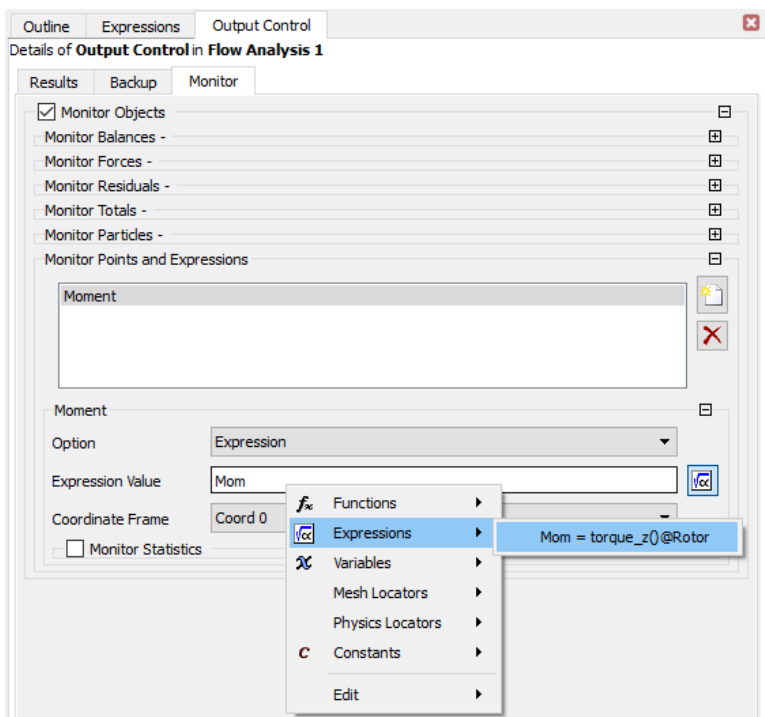 Outline Expressions Output Control
Details of Output Control in Flow Analysis 1
Results Backup Monitor
Monitor Objects
Monitor Balances -
Monitor Forces -
Monitor Residuals -
Monitor Totals -
Monitor Particles -
Monitor Points and Expressions
Moment
Moment
Option Expression
Expression Value Mom
Functions
Coordinate Frame Coord 0
Expressions Mom = torque_z()@Rotor
Monitor Statistics
Variables
Mesh Locators
Physics Locators
Constants
Edit